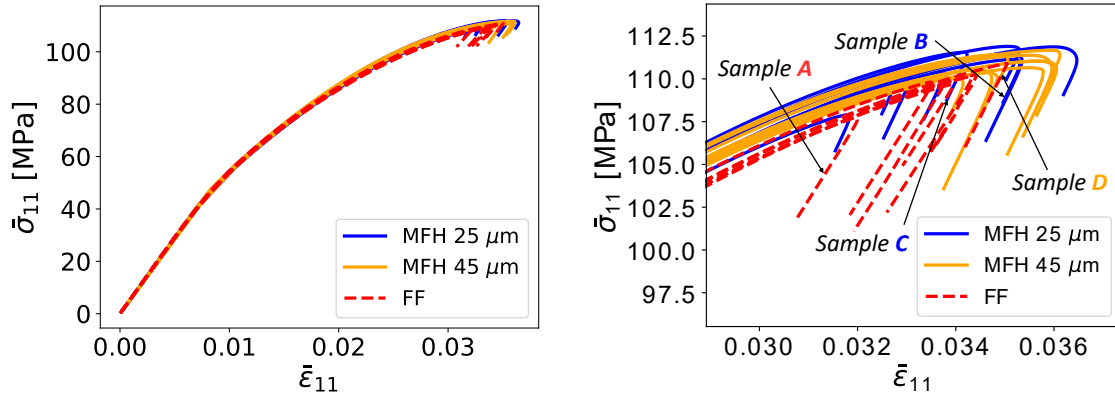 100
80
60
40
20
0
σ̄₁₁ [MPa]
0.00 0.01 0.02 0.03
ε̄₁₁
MFH 25 μm
MFH 45 μm
FF
112.5
110.0
107.5
105.0
102.5
100.0
97.5
σ̄₁₁ [MPa]
0.030 0.032 0.034 0.036
ε̄₁₁
Sample A
Sample B
Sample C
Sample D
MFH 25 μm
MFH 45 μm
FF